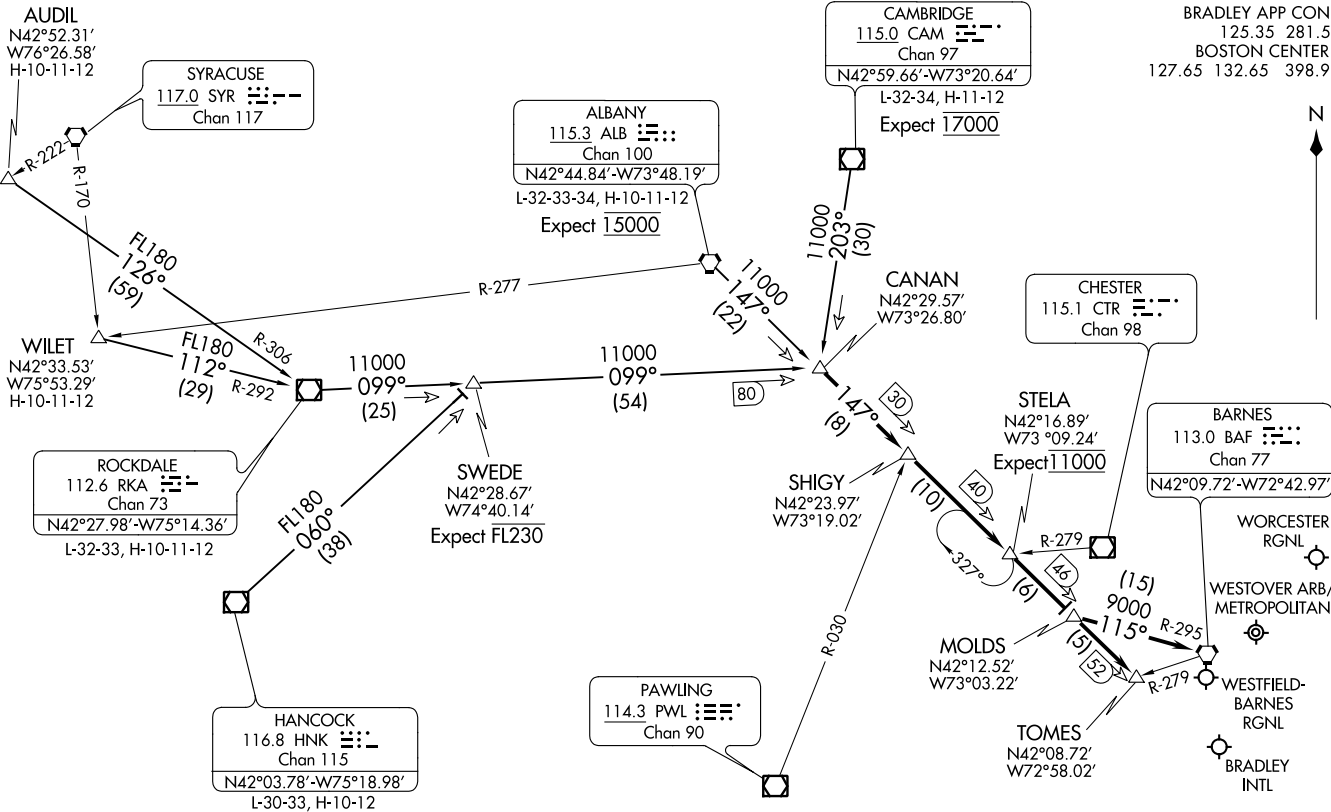 AUDIL
N42°52.31′
W76°26.58′
H-10-11-12
SYRACUSE
117.0 SYR
Chan 117
R-222
R-170
CAMBRIDGE
115.0 CAM
Chan 97
N42°59.66′-W73°20.64′
L-32-34, H-11-12
Expect 17000
BRADLEY APP CON
125.35 281.5
BOSTON CENTER
127.65 132.65 398.9
N
ALBANY
115.3 ALB
Chan 100
N42°44.84′-W73°48.19′
L-32-33-34, H-10-11-12
Expect 15000
FL180
126°
(59)
R-306
R-277
11000
147°
(22)
11000
203°
(30)
CANAN
N42°29.57′
W73°26.80′
CHESTER
115.1 CTR
Chan 98
WILET
N42°33.53′
W75°53.29′
H-10-11-12
FL180
112°
(29)
R-292
11000
099°
(25)
11000
099°
(54)
80
147°
(8)
30
STELA
N42°16.89′
W73°09.24′
Expect 11000
BARNES
113.0 BAF
Chan 77
N42°09.72′-W72°42.97′
ROCKDALE
112.6 RKA
Chan 73
N42°27.98′-W75°14.36′
L-32-33, H-10-11-12
SWEDE
N42°28.67′
W74°40.14′
Expect FL230
FL180
060°
(38)
SHIGY
N42°23.97′
W73°19.02′
(10)
40
327°
R-279
(6)
46
WORCESTER
RGNL
WESTOVER ARB/
METROPOLITAN
(15)
9000
115°
R-295
MOLDS
N42°12.52′
W73°03.22′
(5)
52
R-279
WESTFIELD-
BARNES
RGNL
R-030
HANCOCK
116.8 HNK
Chan 115
N42°03.78′-W75°18.98′
L-30-33, H-10-12
PAWLING
114.3 PWL
Chan 90
TOMES
N42°08.72′
W72°58.02′
BRADLEY
INTL